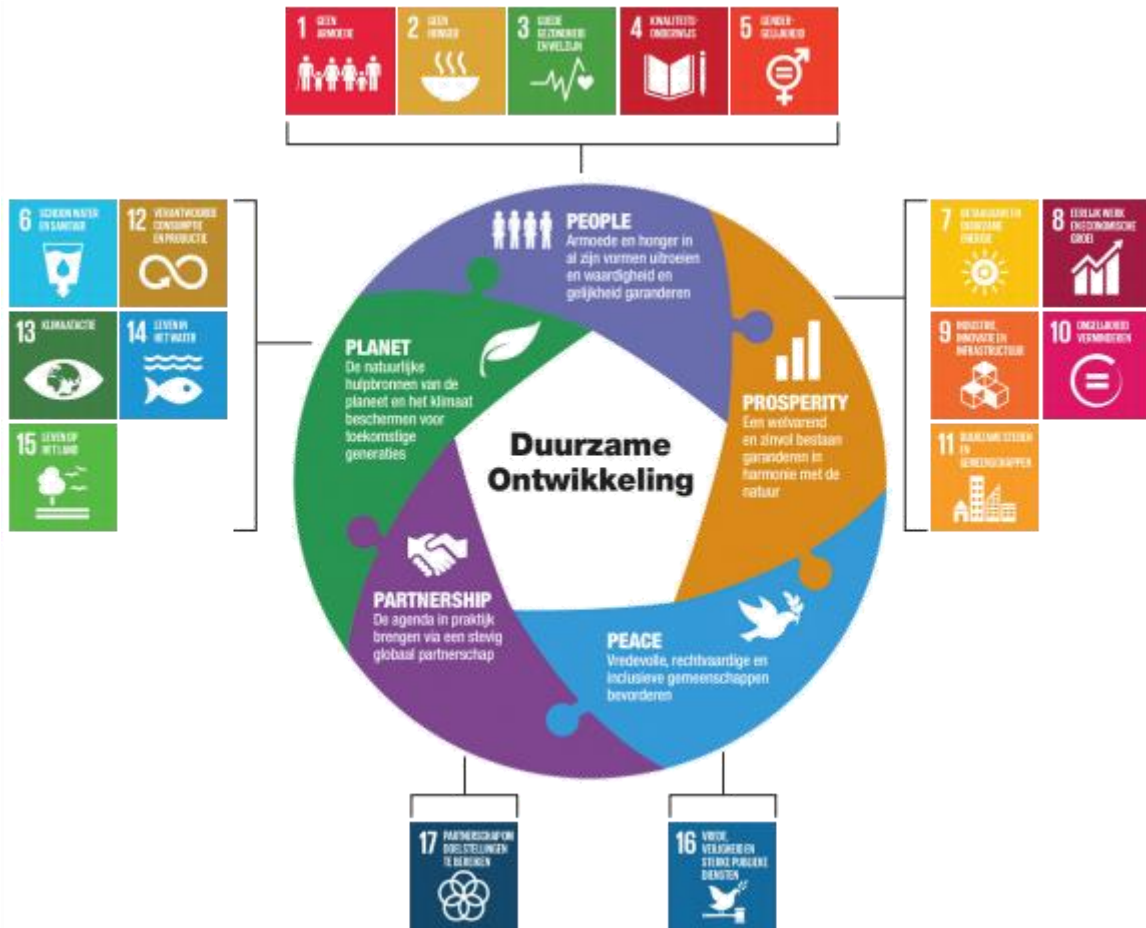 1 GEEN
ARMOEDE
2 GEEN
HONGER
3 GOEDE
GEZONDHEID
EN WELZIJN
4 KWALITEITS-
ONDERWIJS
5 GENDER-
GELIJKHEID
6 SCHOON WATER
EN SANITAIR
12 VERANTWOORDE
CONSUMPTIE
EN PRODUCTIE
13 KLIMAATACTIE
14 LEVEN IN
HET WATER
15 LEVEN OP
HET LAND
PEOPLE
Armoede en honger in
al zijn vormen uitroeien
en waardigheid en
gelijkheid garanderen
PLANET
De natuurlijke
hulpbronnen van de
planeet en het klimaat
beschermen voor
toekomstige
generaties
Duurzame
Ontwikkeling
PROSPERITY
Een welvarend
en zinvol bestaan
garanderen in
harmonie met de
natuur
PARTNERSHIP
De agenda in praktijk
brengen via een stevig
globaal partnerschap
PEACE
Vredevolle, rechtvaardige en
inclusieve gemeenschappen
bevorderen
7 BETAALBARE EN
DUURZAME
ENERGIE
8 EERLIJK WERK
EN ECONOMISCHE
GROEI
9 INDUSTRIE,
INNOVATIE EN
INFRASTRUCTUUR
10 ONGELIJKHEID
VERMINDEREN
11 DUURZAME STEDEN
EN
GEMEENSCHAPPEN
17 PARTNERSCHAP OM
DOELSTELLINGEN
TE BEREIKEN
16 VREDE,
VEILIGHEID EN
STERKE PUBLIEKE
DIENSTEN